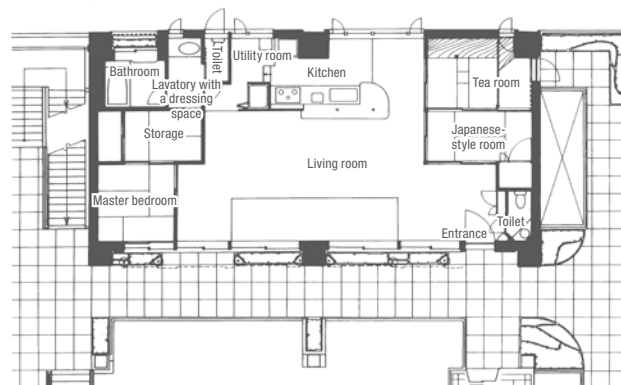 Toilet
Utility room
Bathroom
Kitchen
Tea room
Lavatory with
a dressing
space
Storage
Japanese-
style room
Living room
Master bedroom
Toilet
Entrance